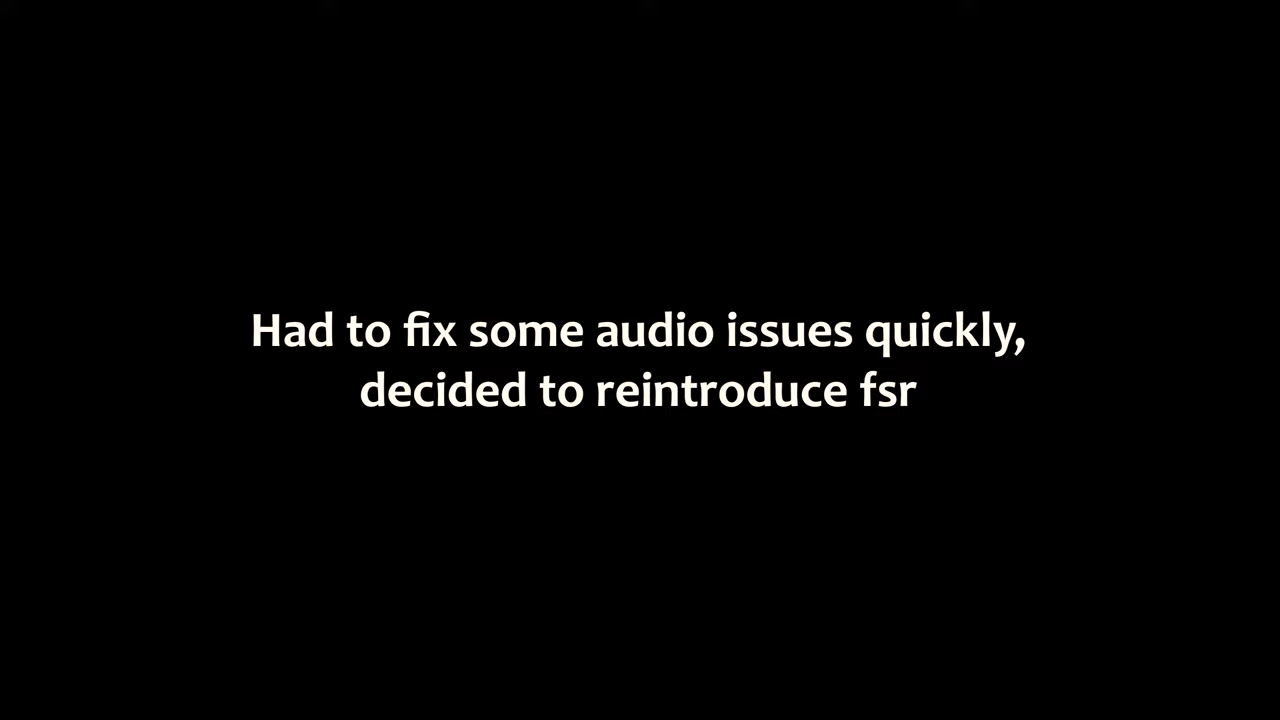 Had to fix some audio issues quickly,
decided to reintroduce fsr